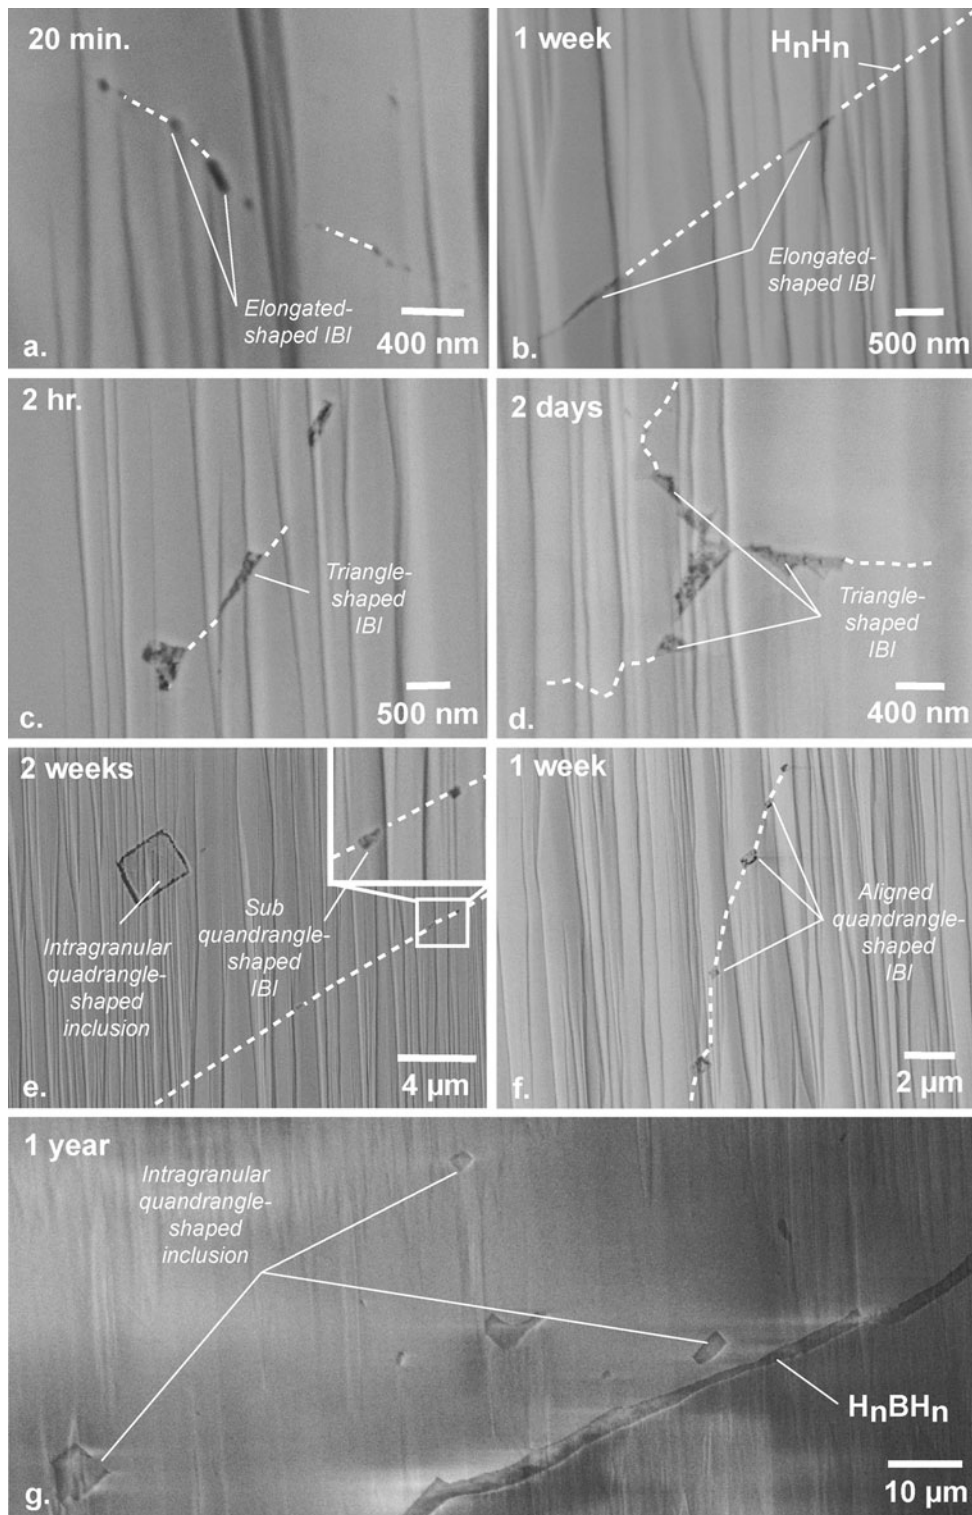 20 min.
Elongated-
shaped IBI
400 nm
a.
1 week
HnHn
Elongated-
shaped IBI
500 nm
b.
2 hr.
Triangle-
shaped
IBI
500 nm
c.
2 days
Triangle-
shaped
IBI
400 nm
d.
2 weeks
Intragranular
quadrangle-
shaped
inclusion
Sub
quandrangle-
shaped
IBI
4 µm
e.
1 week
Aligned
quandrangle-
shaped
IBI
2 µm
f.
1 year
Intragranular
quandrangle-
shaped
inclusion
HnBHn
10 µm
g.